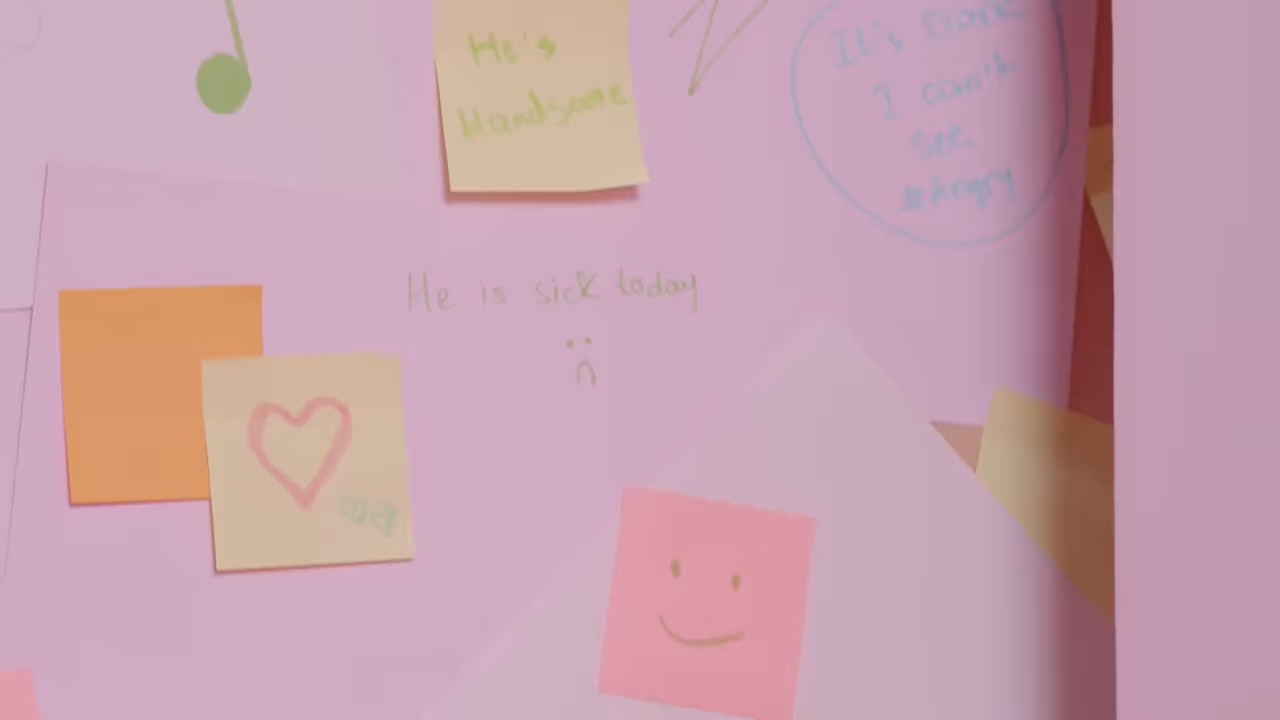 He's
Handsome
It's Dark
I can't
see
#Angry
He is sick today